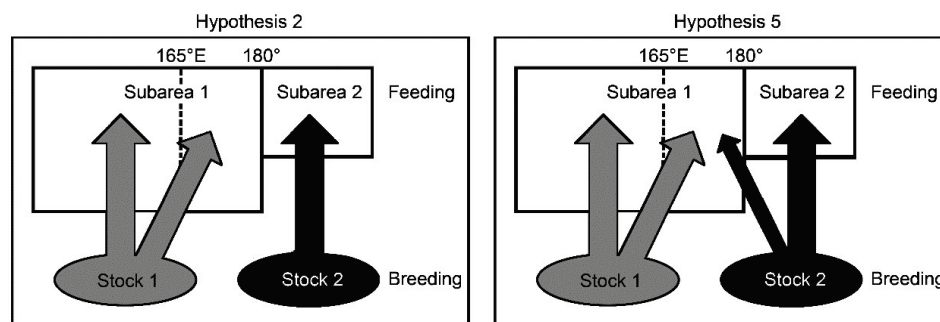 Hypothesis 2
165°E 180°
Subarea 1 Subarea 2 Feeding
Stock 1 Stock 2 Breeding
Hypothesis 5
165°E 180°
Subarea 1 Subarea 2 Feeding
Stock 1 Stock 2 Breeding